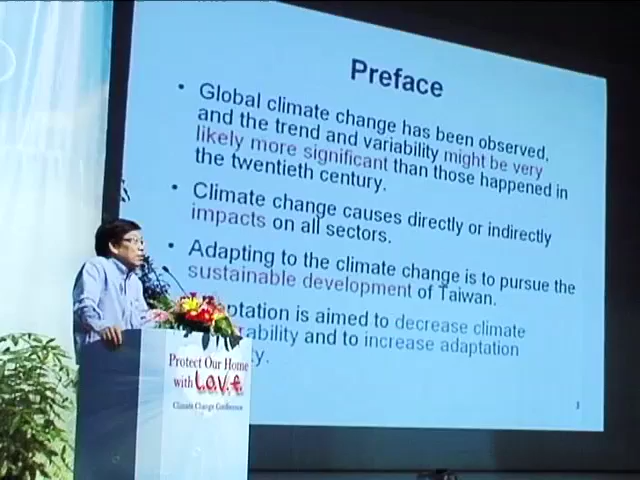 Preface
• Global climate change has been observed,
and the trend and variability might be very
likely more significant than those happened in
the twentieth century.
• Climate change causes directly or indirectly
impacts on all sectors.
• Adapting to the climate change is to pursue the
sustainable development of Taiwan.
ptation is aimed to decrease climate
rability and to increase adaptation
y.
3
Protect Our Home
with L.O.V.E.
Climate Change Conference